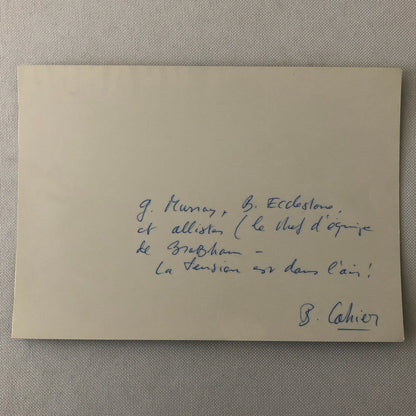 G. Murray, B. Ecclestone,
et allister (le chef d'équipe
de Brabham –
La tension est dans l'air!
B. Cahier